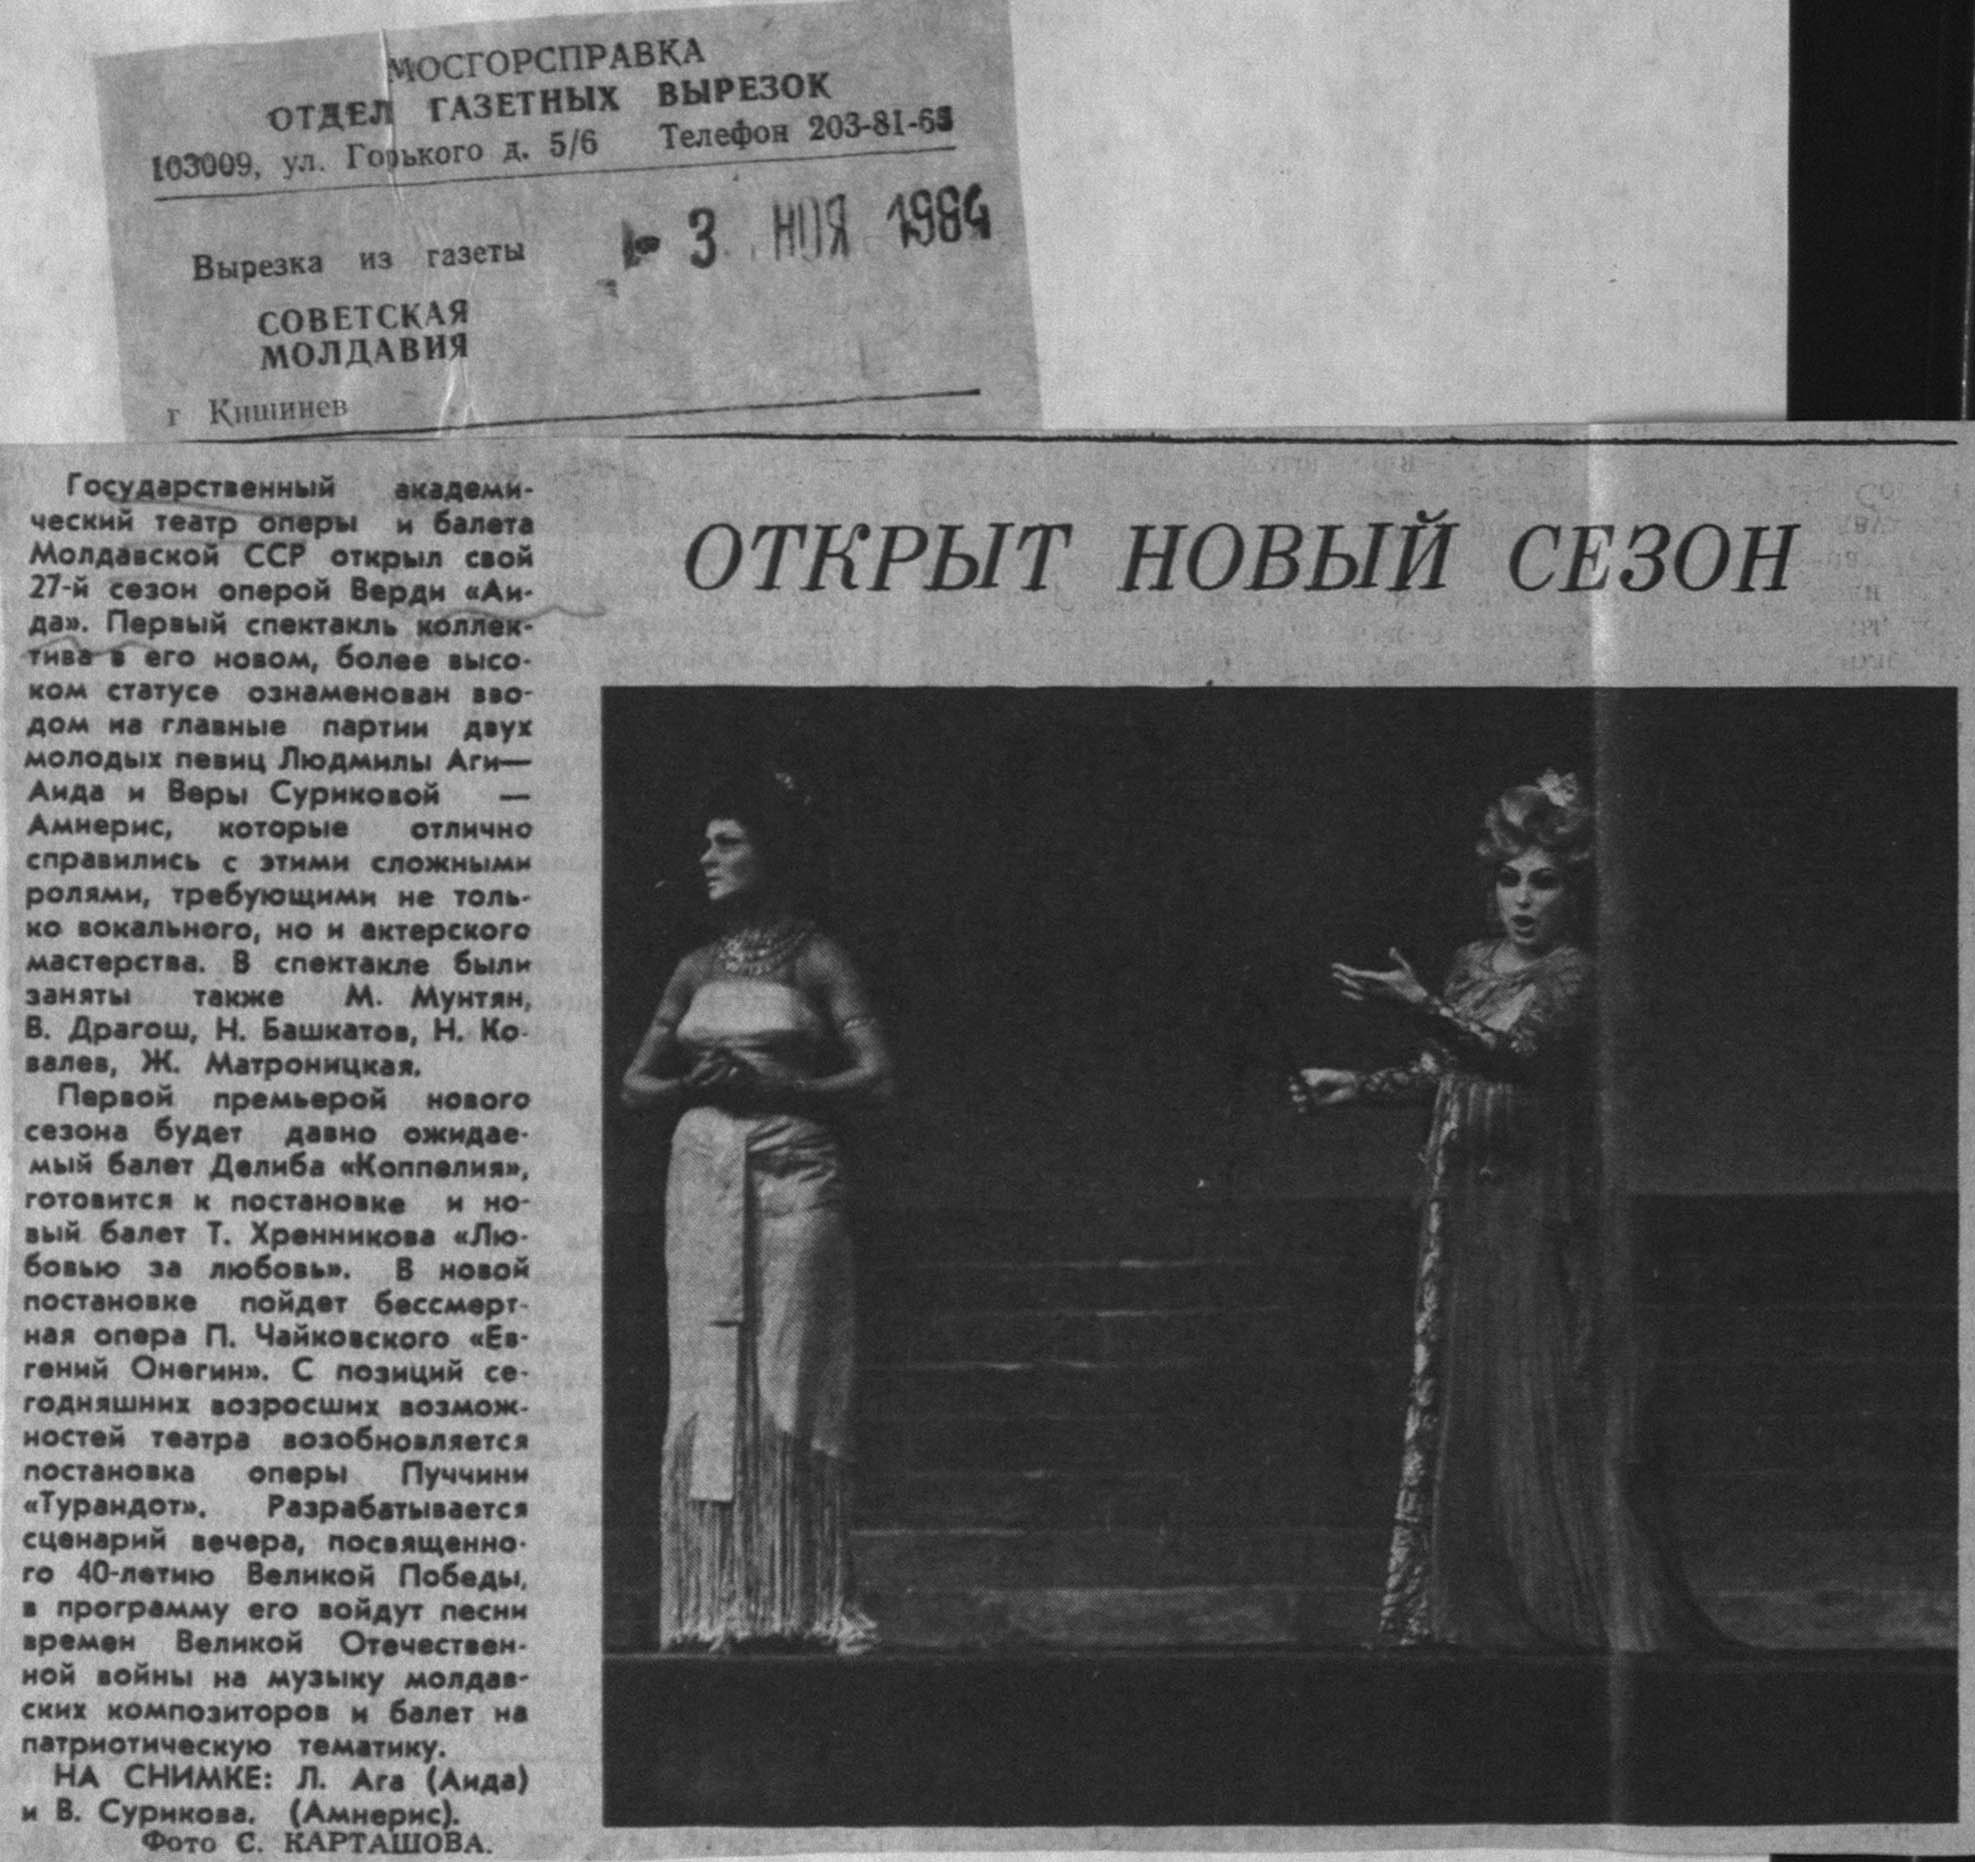 МОСГОРСПРАВКА
ОТДЕЛ ГАЗЕТНЫХ ВЫРЕЗОК
103009, ул. Горького д. 5/6 Телефон 203-81-63
Вырезка из газеты
- 3 НОЯ 1984
СОВЕТСКАЯ
МОЛДАВИЯ
г Кишинев
ОТКРЫТ НОВЫЙ СЕЗОН
Государственный академи-
ческий театр оперы и балета
Молдавской ССР открыл свой
27-й сезон оперой Верди «Аи-
да». Первый спектакль коллек-
тива в его новом, более высо-
ком статусе ознаменован вво-
дом на главные партии двух
молодых певиц Людмилы Аги—
Аида и Веры Суриковой —
Амнерис, которые отлично
справились с этими сложными
ролями, требующими не толь-
ко вокального, но и актерского
мастерства. В спектакле были
заняты также М. Мунтян,
В. Драгош, Н. Башкатов, Н. Ко-
валев, Ж. Матроницкая.
Первой премьерой нового
сезона будет давно ожидае-
мый балет Делиба «Коппелия»,
готовится к постановке и но-
вый балет Т. Хренникова «Лю-
бовью за любовь». В новой
постановке пойдет бессмерт-
ная опера П. Чайковского «Ев-
гений Онегин». С позиций се-
годняшних возросших возмож-
ностей театра возобновляется
постановка оперы Пуччини
«Турандот». Разрабатывается
сценарий вечера, посвященно-
го 40-летию Великой Победы,
в программу его войдут песни
времен Великой Отечествен-
ной войны на музыку молдав-
ских композиторов и балет на
патриотическую тематику.
НА СНИМКЕ: Л. Ага (Аида)
и В. Сурикова. (Амнерис).
Фото С. КАРТАШОВА.